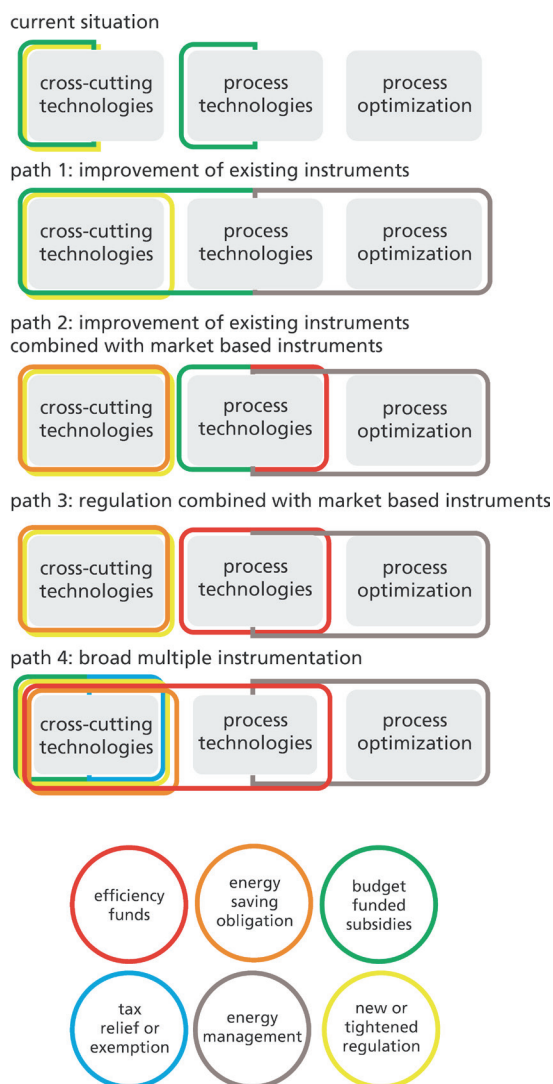 current situation
cross-cutting
technologies
process
technologies
process
optimization
path 1: improvement of existing instruments
cross-cutting
technologies
process
technologies
process
optimization
path 2: improvement of existing instruments
combined with market based instruments
cross-cutting
technologies
process
technologies
process
optimization
path 3: regulation combined with market based instruments
cross-cutting
technologies
process
technologies
process
optimization
path 4: broad multiple instrumentation
cross-cutting
technologies
process
technologies
process
optimization
efficiency
funds
energy
saving
obligation
budget
funded
subsidies
tax
relief or
exemption
energy
management
new or
tightened
regulation